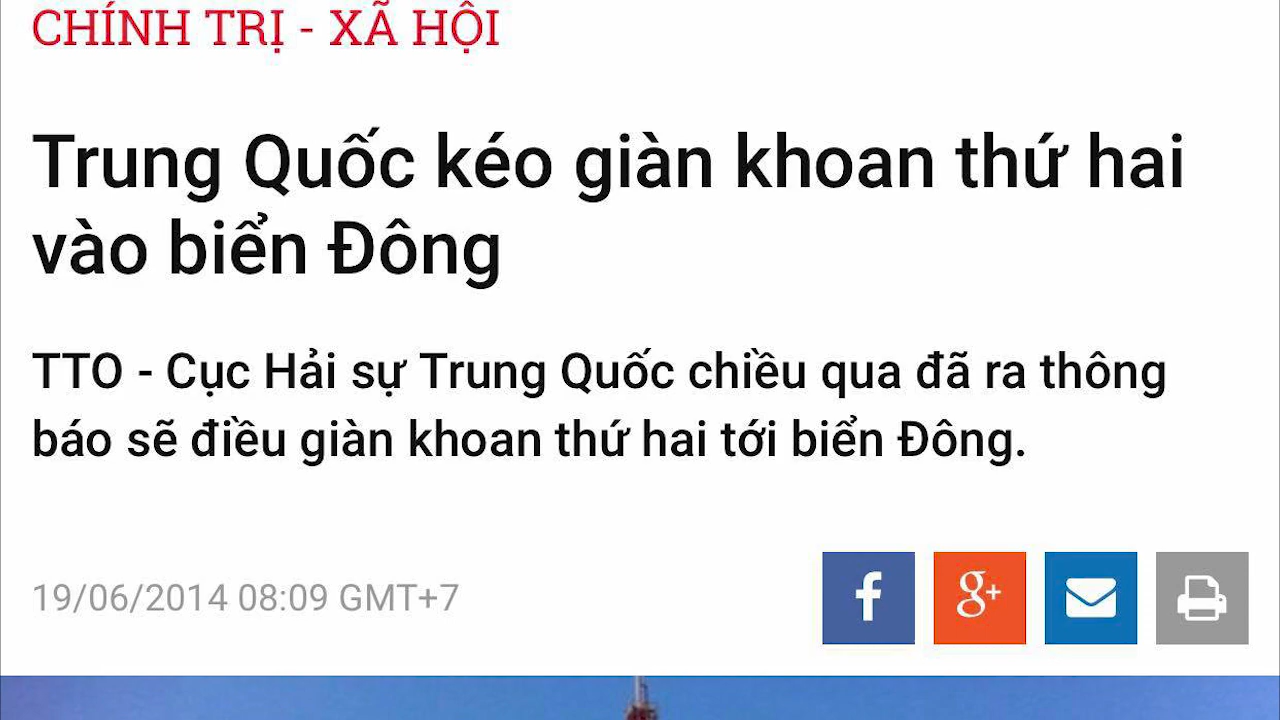 CHÍNH TRỊ - XÃ HỘI
Trung Quốc kéo giàn khoan thứ hai
vào biển Đông
TTO - Cục Hải sự Trung Quốc chiều qua đã ra thông
báo sẽ điều giàn khoan thứ hai tới biển Đông.
19/06/2014 08:09 GMT+7
f g+